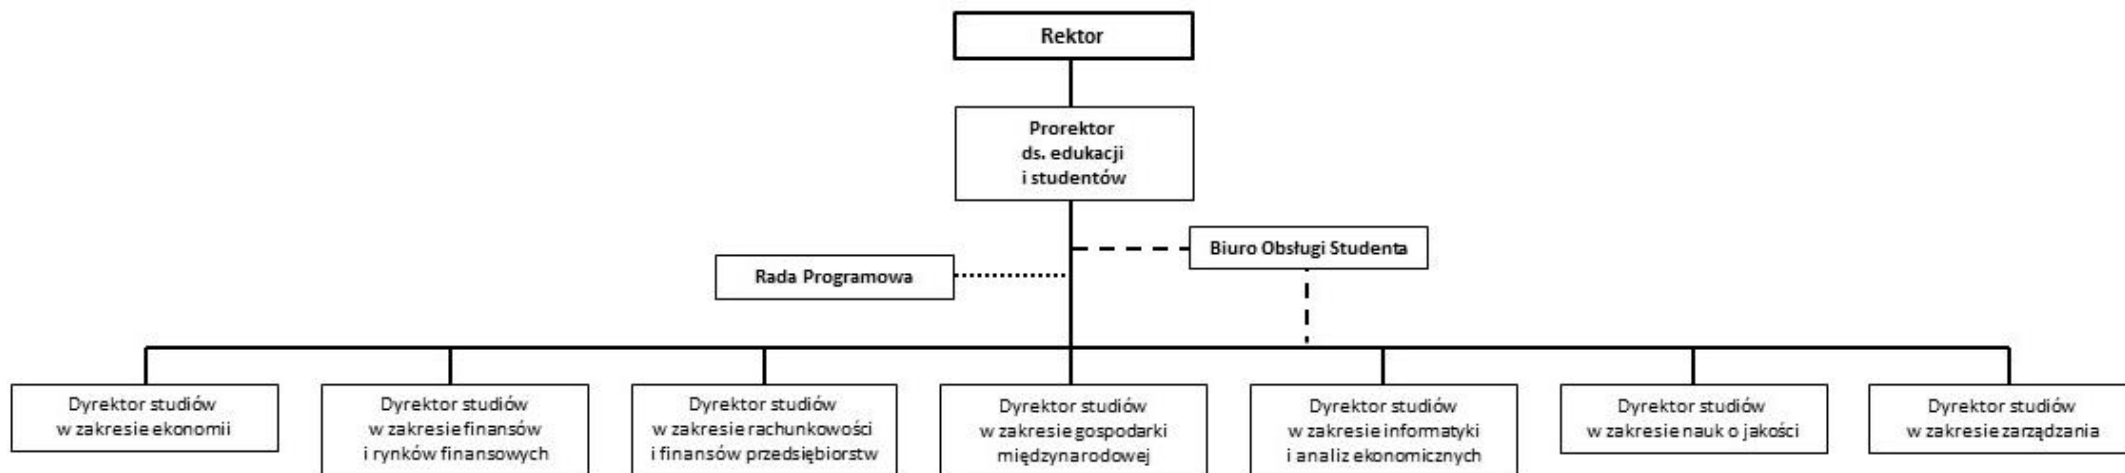 Rektor
Prorektor
ds. edukacji
i studentów
Biuro Obsługi Studenta
Rada Programowa
Dyrektor studiów
w zakresie ekonomii
Dyrektor studiów
w zakresie finansów
i rynków finansowych
Dyrektor studiów
w zakresie rachunkowości
i finansów przedsiębiorstw
Dyrektor studiów
w zakresie gospodarki
międzynarodowej
Dyrektor studiów
w zakresie informatyki
i analiz ekonomicznych
Dyrektor studiów
w zakresie nauk o jakości
Dyrektor studiów
w zakresie zarządzania